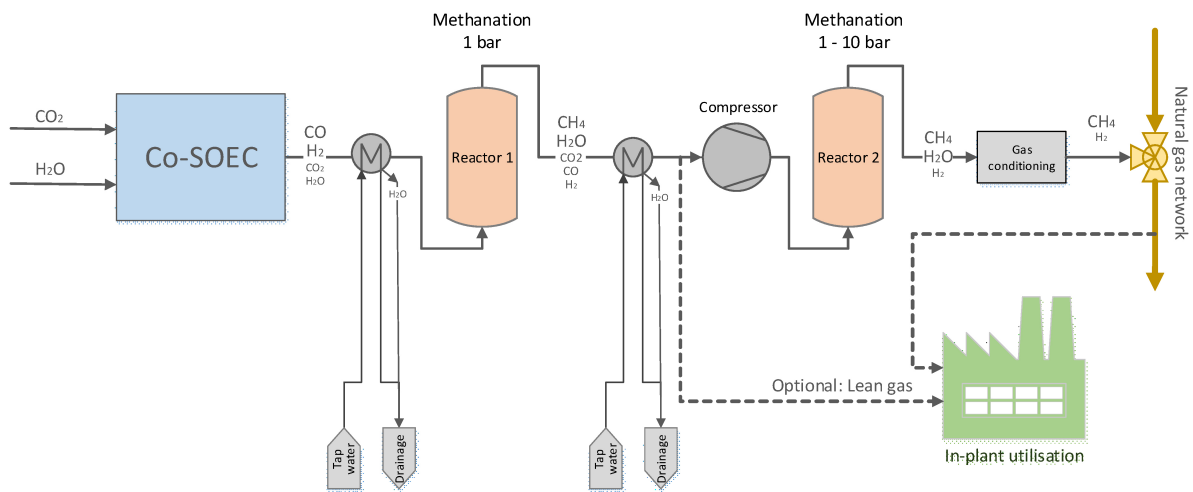 Methanation
1 bar
Methanation
1 - 10 bar
CO₂
H₂O
Co-SOEC
CO
H₂
CO₂
H₂O
M
H₂O
Reactor 1
CH₄
H₂O
CO2
CO
H₂
M
H₂O
Compressor
Reactor 2
CH₄
H₂O
H₂
Gas
conditioning
CH₄
H₂
Natural gas network
Optional: Lean gas
Tap
water
Drainage
Tap
water
Drainage
In-plant utilisation